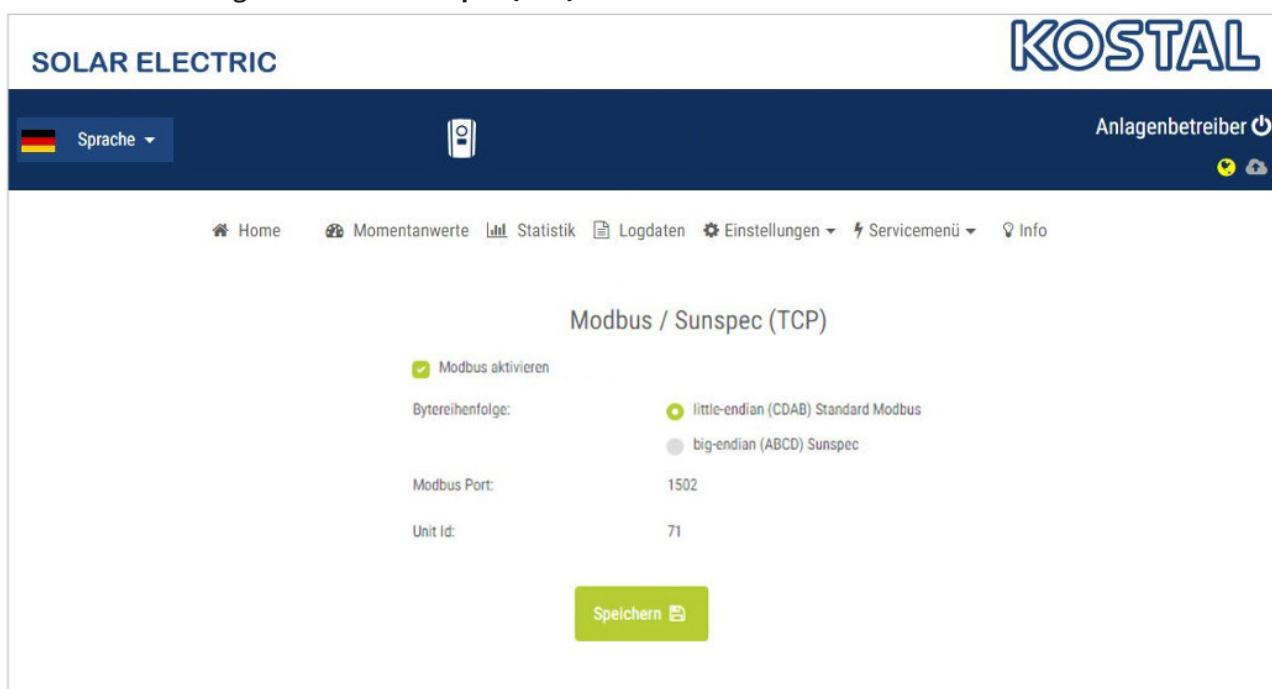 SOLAR ELECTRIC
KOSTAL
Sprache
Anlagenbetreiber
Home Momentanwerte Statistik Logdaten Einstellungen Servicemenü Info
Modbus / Sunspec (TCP)
Modbus aktivieren
Bytereihenfolge: little-endian (CDAB) Standard Modbus
big-endian (ABCD) Sunspec
Modbus Port: 1502
Unit Id: 71
Speichern